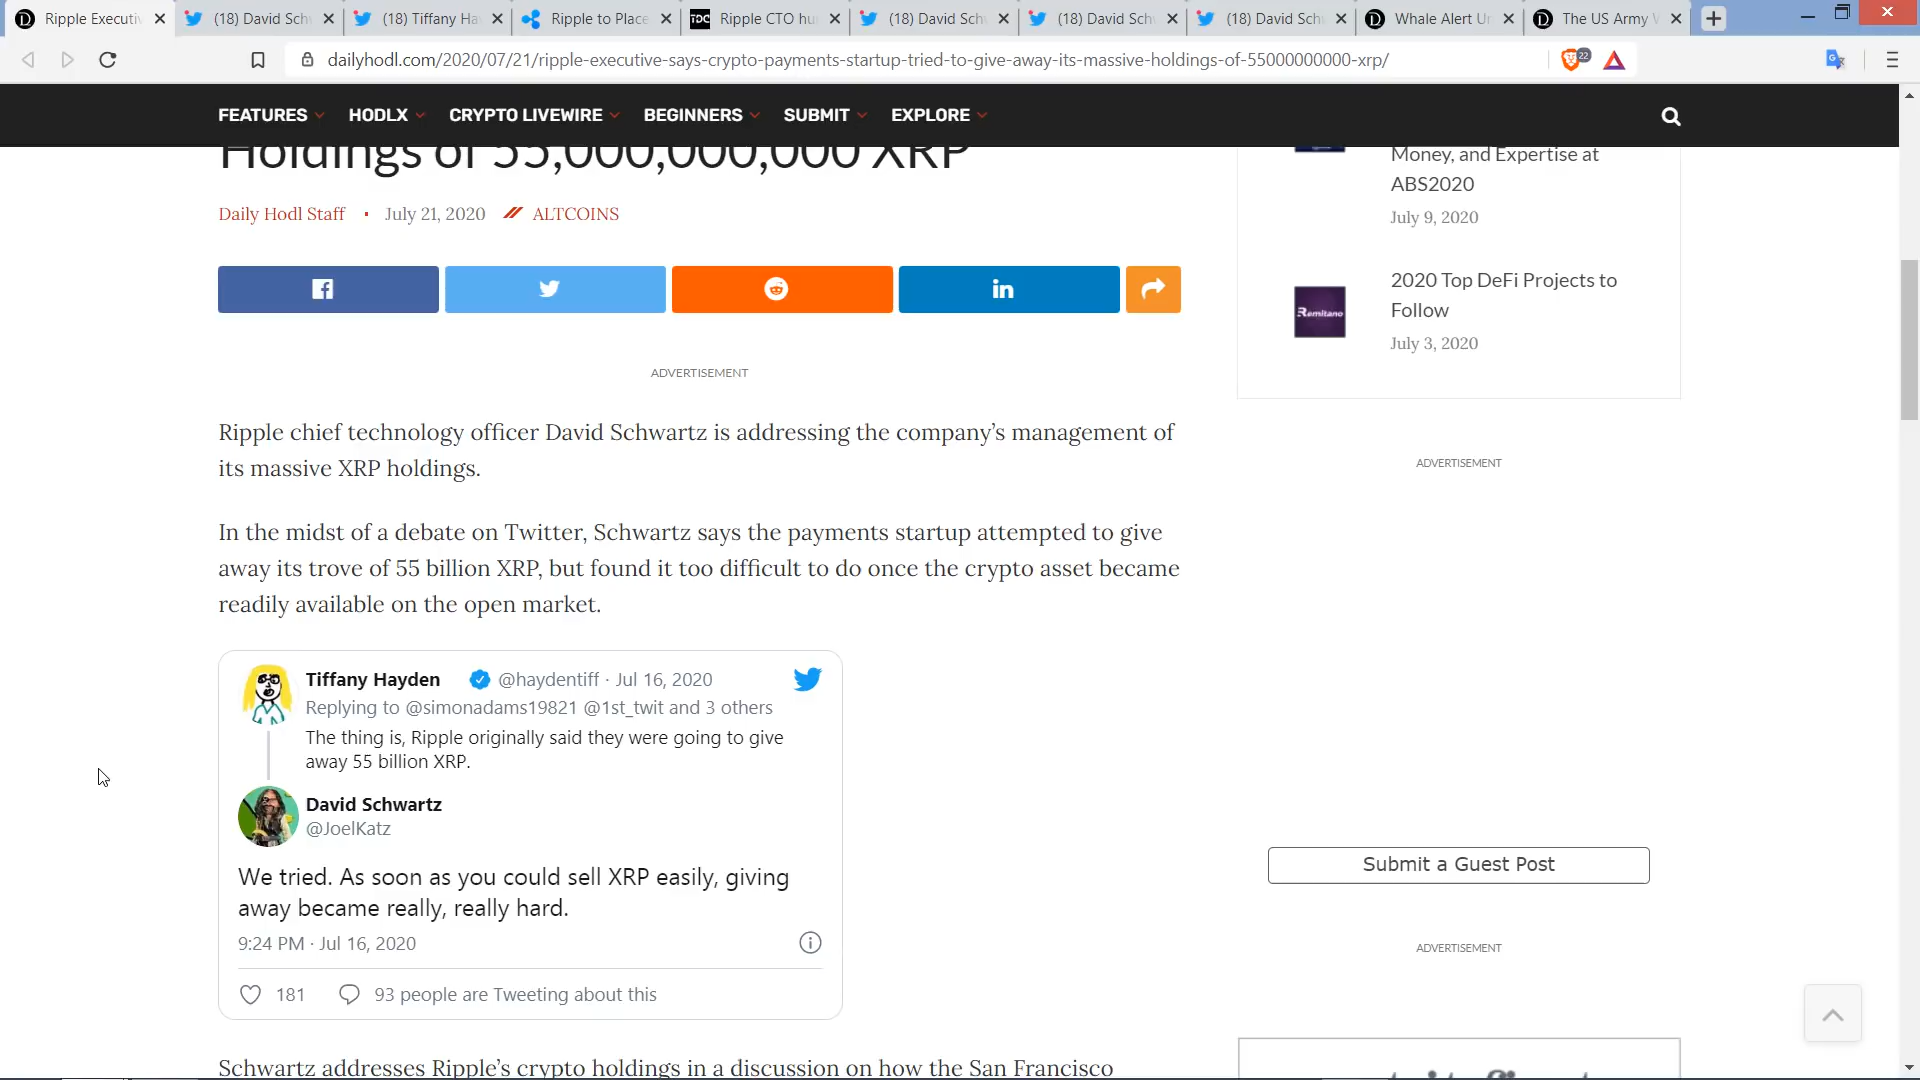 Ripple Executiv
(18) David Sch
(18) Tiffany Ha
Ripple to Place
TDC
Ripple CTO hu
(18) David Sch
(18) David Sch
(18) David Sch
Whale Alert U
The US Army
dailyhodl.com/2020/07/21/ripple-executive-says-crypto-payments-startup-tried-to-give-away-its-massive-holdings-of-55000000000-xrp/
22
FEATURES HODLX CRYPTO LIVEWIRE BEGINNERS SUBMIT EXPLORE
Holdings of 55,000,000,000 XRP
Daily Hodl Staff · July 21, 2020 ALTCOINS
ADVERTISEMENT
Ripple chief technology officer David Schwartz is addressing the company's management of
its massive XRP holdings.
In the midst of a debate on Twitter, Schwartz says the payments startup attempted to give
away its trove of 55 billion XRP, but found it too difficult to do once the crypto asset became
readily available on the open market.
Tiffany Hayden @haydentiff · Jul 16, 2020
Replying to @simonadams19821 @1st_twit and 3 others
The thing is, Ripple originally said they were going to give
away 55 billion XRP.
David Schwartz
@JoelKatz
We tried. As soon as you could sell XRP easily, giving
away became really, really hard.
9:24 PM · Jul 16, 2020
181 93 people are Tweeting about this
Schwartz addresses Ripple's crypto holdings in a discussion on how the San Francisco
Money, and Expertise at
ABS2020
July 9, 2020
Remitano
2020 Top DeFi Projects to
Follow
July 3, 2020
ADVERTISEMENT
Submit a Guest Post
ADVERTISEMENT